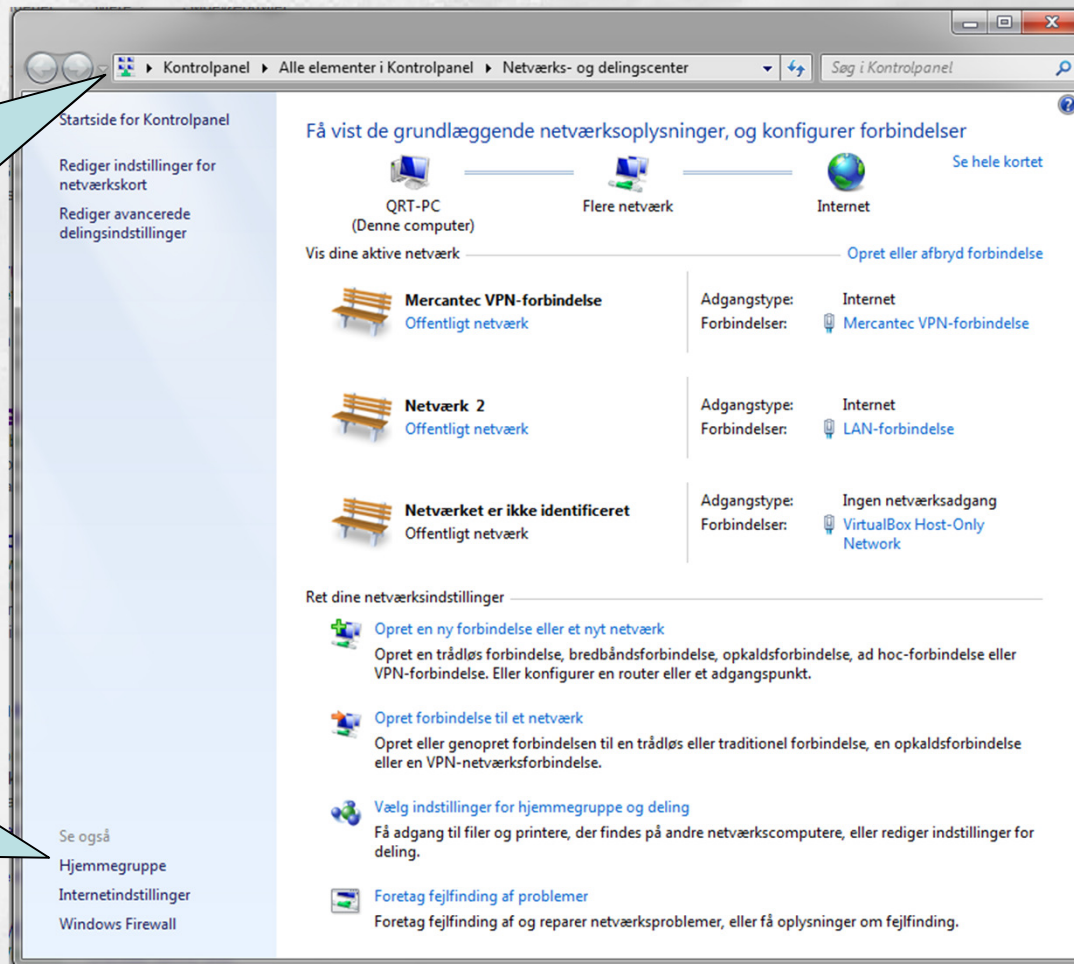 Kontrolpanel ▸ Alle elementer i Kontrolpanel ▸ Netværks- og delingscenter
Søg i Kontrolpanel
Startside for Kontrolpanel
Rediger indstillinger for
netværkskort
Rediger avancerede
delingsindstillinger
Få vist de grundlæggende netværksoplysninger, og konfigurer forbindelser
Se hele kortet
QRT-PC
(Denne computer)
Flere netværk
Internet
Vis dine aktive netværk
Opret eller afbryd forbindelse
Mercantec VPN-forbindelse
Offentligt netværk
Adgangstype: Internet
Forbindelser: Mercantec VPN-forbindelse
Netværk 2
Offentligt netværk
Adgangstype: Internet
Forbindelser: LAN-forbindelse
Netværket er ikke identificeret
Offentligt netværk
Adgangstype: Ingen netværksadgang
Forbindelser: VirtualBox Host-Only
Network
Ret dine netværksindstillinger
Opret en ny forbindelse eller et nyt netværk
Opret en trådløs forbindelse, bredbåndsforbindelse, opkaldsforbindelse, ad hoc-forbindelse eller
VPN-forbindelse. Eller konfigurer en router eller et adgangspunkt.
Opret forbindelse til et netværk
Opret eller genopret forbindelsen til en trådløs eller traditionel forbindelse, en opkaldsforbindelse
eller en VPN-netværksforbindelse.
Vælg indstillinger for hjemmegruppe og deling
Få adgang til filer og printere, der findes på andre netværkscomputere, eller rediger indstillinger for
deling.
Foretag fejlfinding af problemer
Foretag fejlfinding af og reparer netværksproblemer, eller få oplysninger om fejlfinding.
Se også
Hjemmegruppe
Internetindstillinger
Windows Firewall